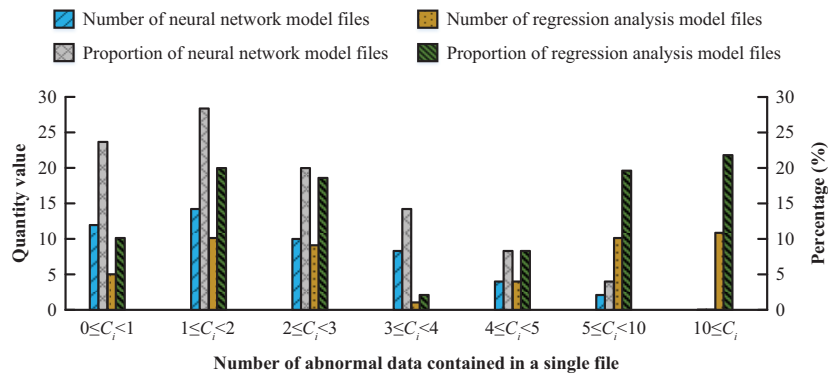 Number of neural network model files
Number of regression analysis model files
Proportion of neural network model files
Proportion of regression analysis model files
Quantity value
30
25
20
15
10
5
0
30
25
20
15
10
5
0
Percentage (%)
0≤Cᵢ<1
1≤Cᵢ<2
2≤Cᵢ<3
3≤Cᵢ<4
4≤Cᵢ<5
5≤Cᵢ<10
10≤Cᵢ
Number of abnormal data contained in a single file